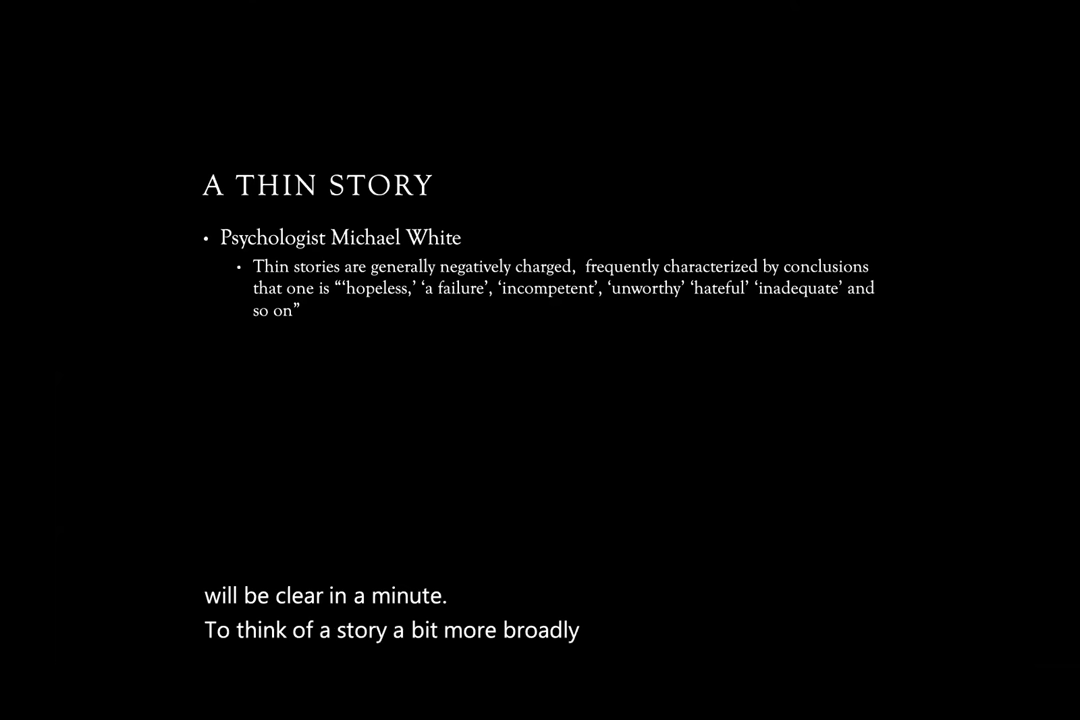 A THIN STORY
• Psychologist Michael White
• Thin stories are generally negatively charged,  frequently characterized by conclusions
that one is “‘hopeless,’ ‘a failure’, ‘incompetent’, ‘unworthy’ ‘hateful’ ‘inadequate’ and
so on”
will be clear in a minute.
To think of a story a bit more broadly